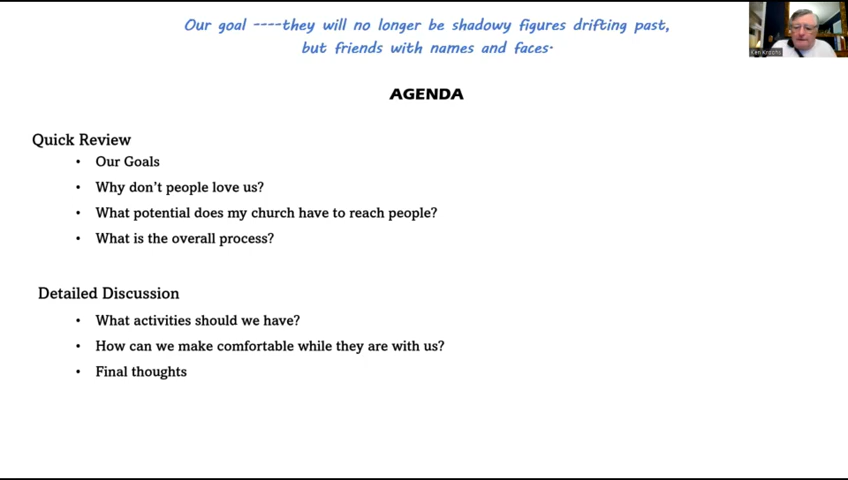 Our goal ----they will no longer be shadowy figures drifting past,
but friends with names and faces.
AGENDA
Quick Review
• Our Goals
• Why don't people love us?
• What potential does my church have to reach people?
• What is the overall process?
Detailed Discussion
• What activities should we have?
• How can we make comfortable while they are with us?
• Final thoughts